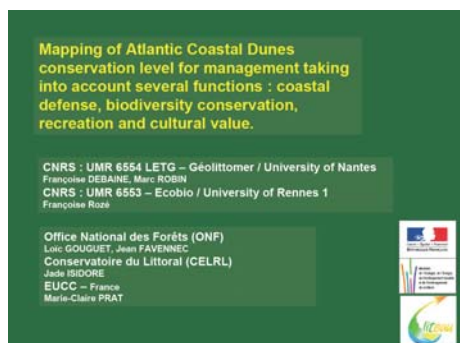 Mapping of Atlantic Coastal Dunes
conservation level for management taking
into account several functions : coastal
defense, biodiversity conservation,
recreation and cultural value.
CNRS : UMR 6554 LETG – Géolittomer / University of Nantes
Françoise DEBAINE, Marc ROBIN
CNRS : UMR 6553 – Ecobio / University of Rennes 1
Françoise Rozé
Office National des Forêts (ONF)
Loïc GOUGUET, Jean FAVENNEC
Conservatoire du Littoral (CELRL)
Jade ISIDORE
EUCC – France
Marie-Claire PRAT